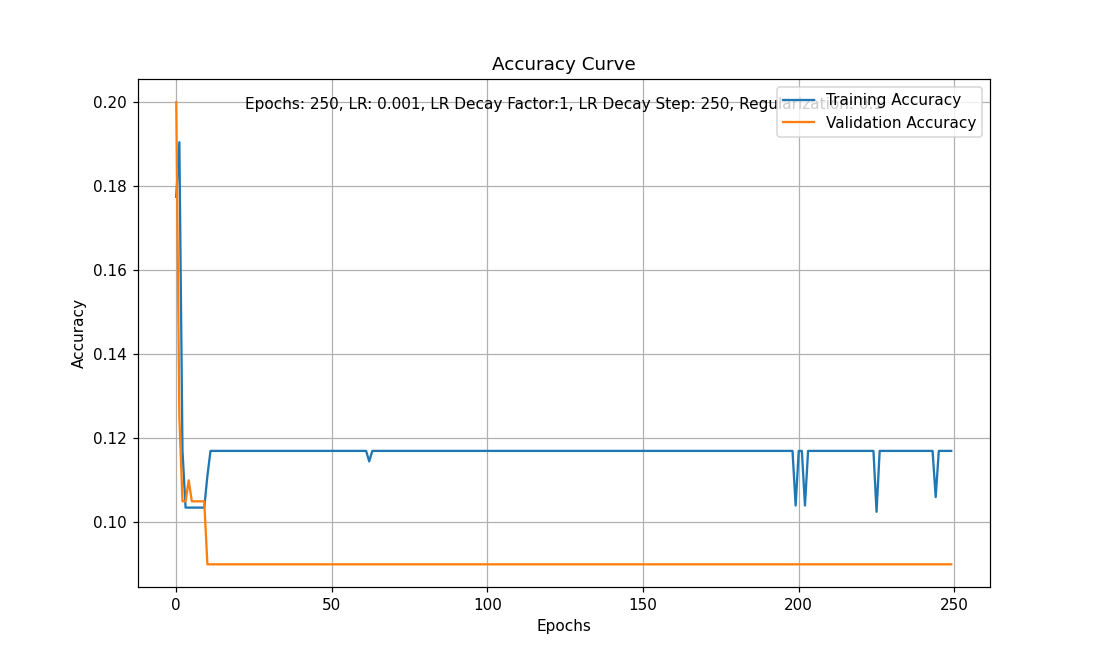 Accuracy Curve
Epochs: 250, LR: 0.001, LR Decay Factor:1, LR Decay Step: 250, Regularization:
Training Accuracy
Validation Accuracy
0.20
0.18
0.16
0.14
0.12
0.10
Accuracy
0
50
100
150
200
250
Epochs